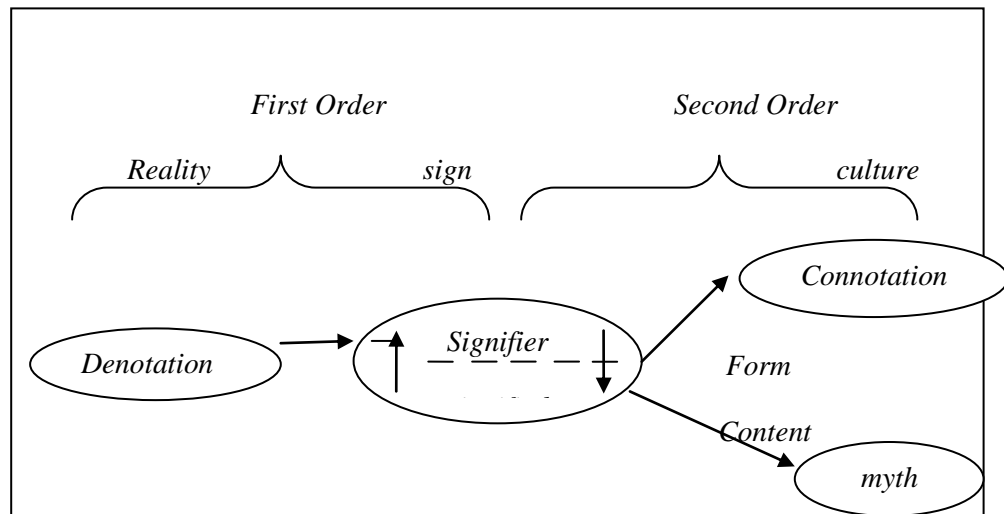 First Order Second Order
Reality sign culture
Connotation
Signifier
Denotation Form
Content
myth